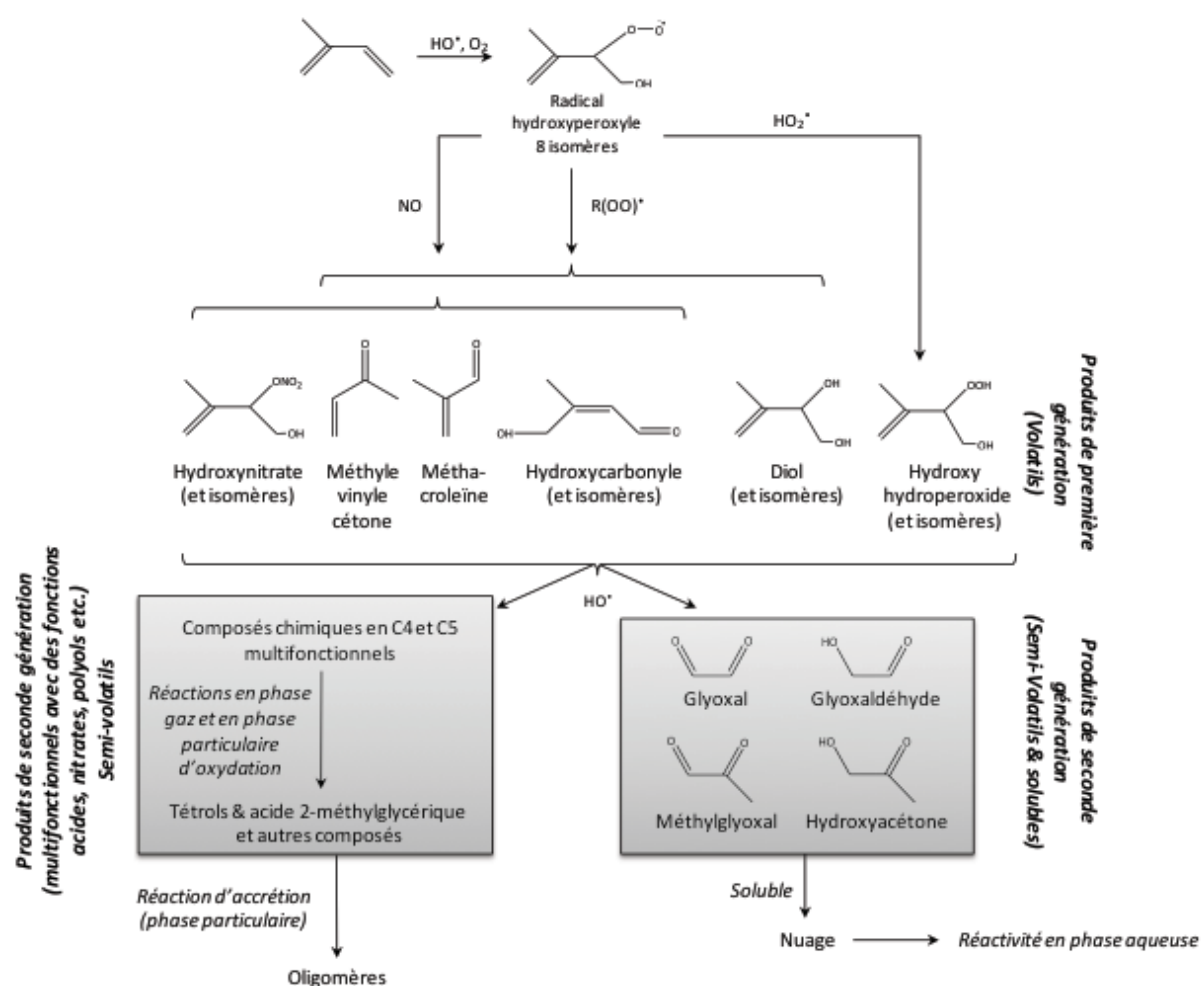 HO•, O2
O
O•
OH
Radical
hydroxyperoxyle
8 isomères
HO2•
NO
R(OO)•
ONO2
OH
O
O
OH
O
OH
OH
OOH
OH
Hydroxynitrate
(et isomères)
Méthyle
vinyle
cétone
Métha-
croleïne
Hydroxycarbonyle
(et isomères)
Diol
(et isomères)
Hydroxy
hydroperoxide
(et isomères)
Produits de première
génération
(Volatils)
HO•
Produits de seconde génération
(multifonctionnels avec des fonctions
acides, nitrates, polyols etc.)
Semi-volatils
Composés chimiques en C4 et C5
multifonctionnels
Réactions en phase
gaz et en phase
particulaire
d'oxydation
Tétrols & acide 2-méthylglycérique
et autres composés
O
O
HO
O
Glyoxal
Glyoxaldéhyde
O
O
HO
O
Méthylglyoxal
Hydroxyacétone
Produits de seconde
génération
(Semi-Volatils & solubles)
Réaction d'accrétion
(phase particulaire)
Oligomères
Soluble
Nuage
Réactivité en phase aqueuse